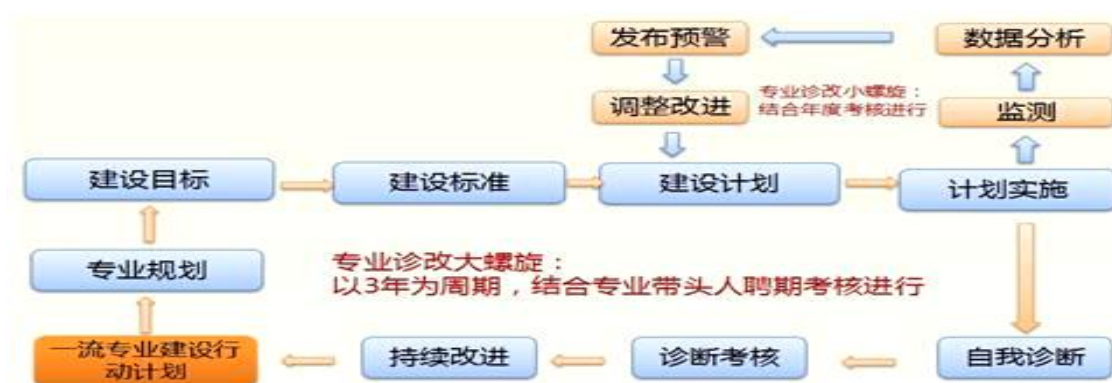 发布预警
数据分析
调整改进
专业诊改小螺旋：
结合年度考核进行
监测
建设目标
建设标准
建设计划
计划实施
专业规划
专业诊改大螺旋：
以3年为周期，结合专业带头人聘期考核进行
一流专业建设行
动计划
持续改进
诊断考核
自我诊断